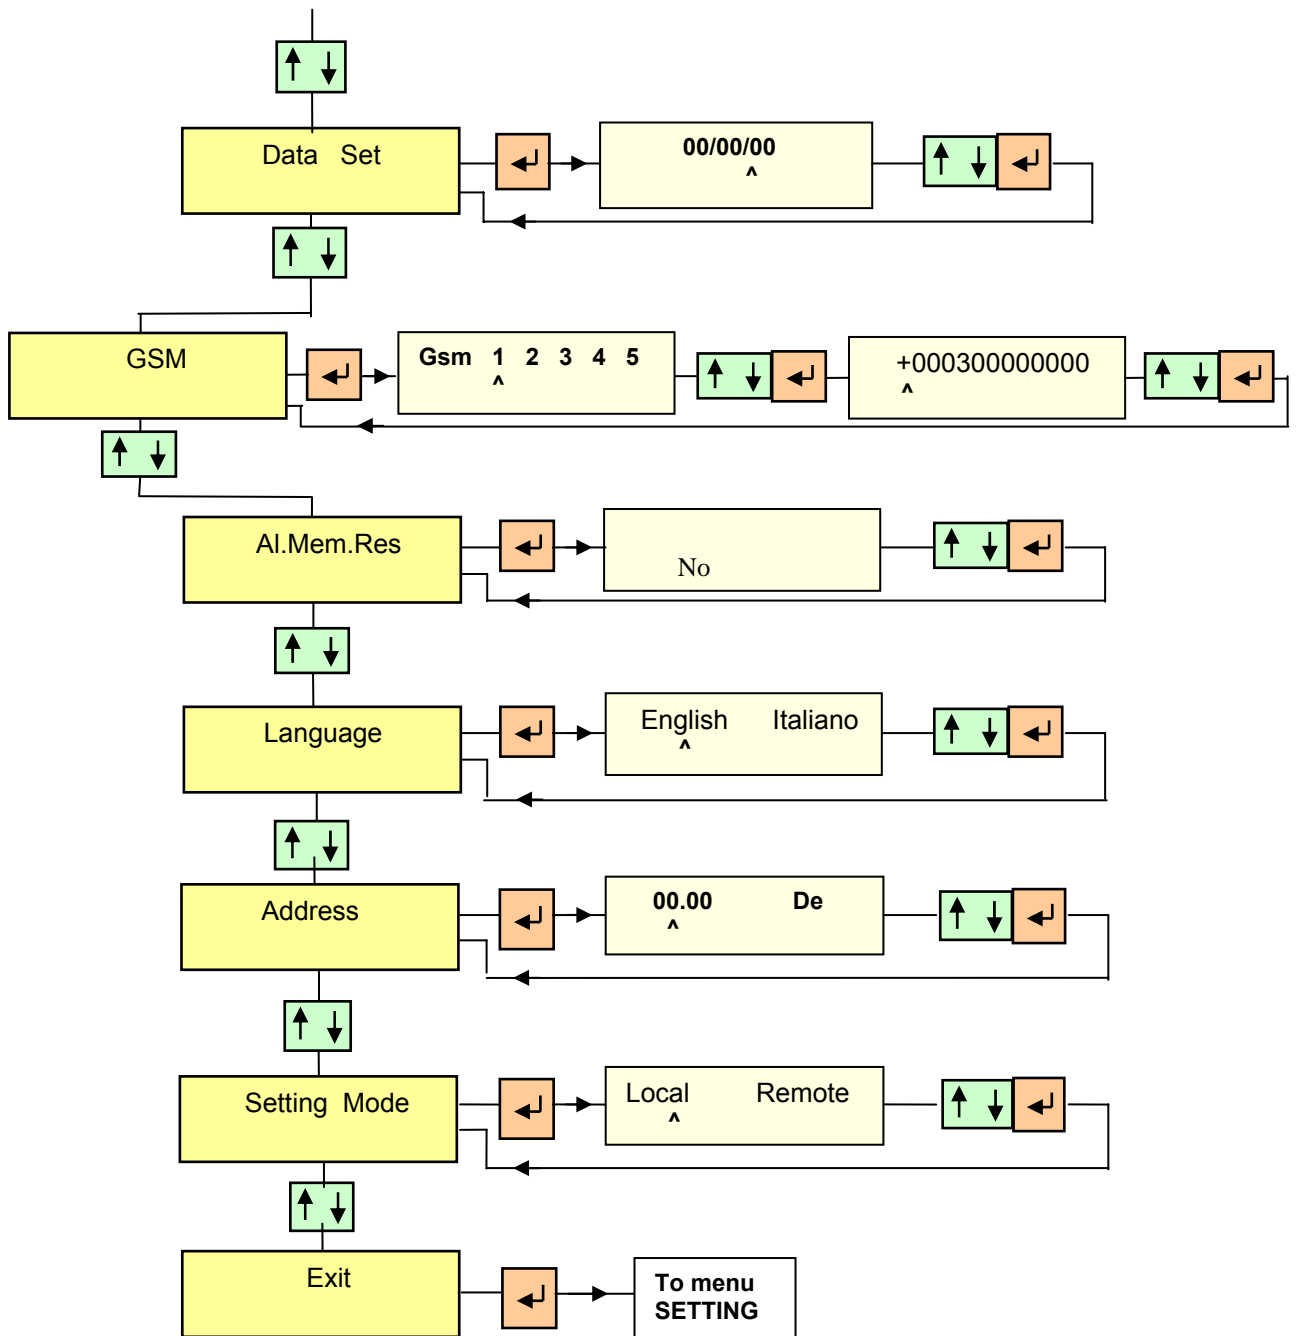 Data Set
00/00/00
^
GSM
Gsm 1 2 3 4 5
^
+000300000000
^
Al.Mem.Res
No
Language
English Italiano
^
Address
00.00 De
^
Setting Mode
Local Remote
^
Exit
To menu
SETTING